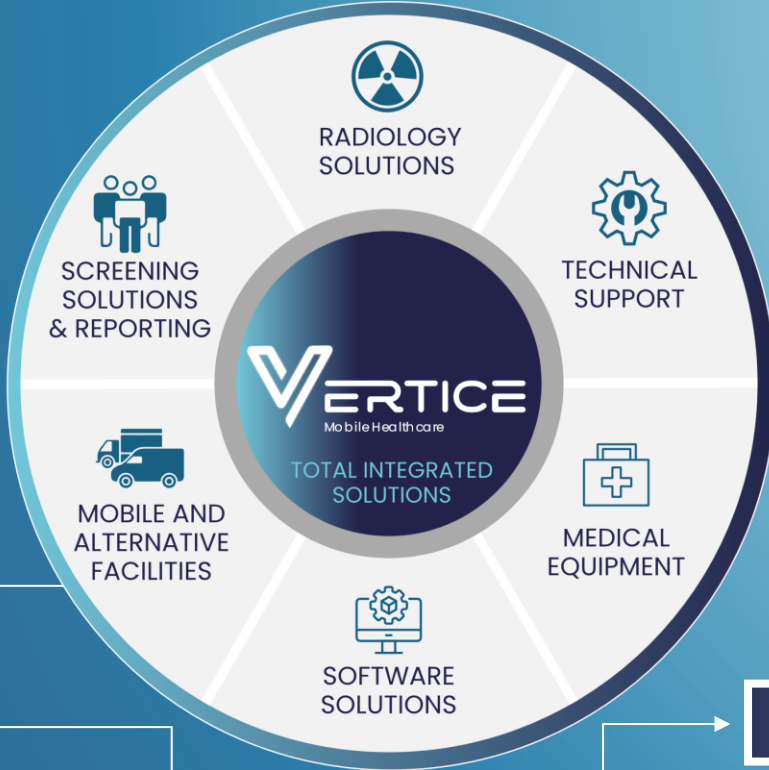 RADIOLOGY
SOLUTIONS
SCREENING
SOLUTIONS
& REPORTING
TECHNICAL
SUPPORT
VERTICE
Mobile Healthcare
TOTAL INTEGRATED
SOLUTIONS
MOBILE AND
ALTERNATIVE
FACILITIES
MEDICAL
EQUIPMENT
SOFTWARE
SOLUTIONS